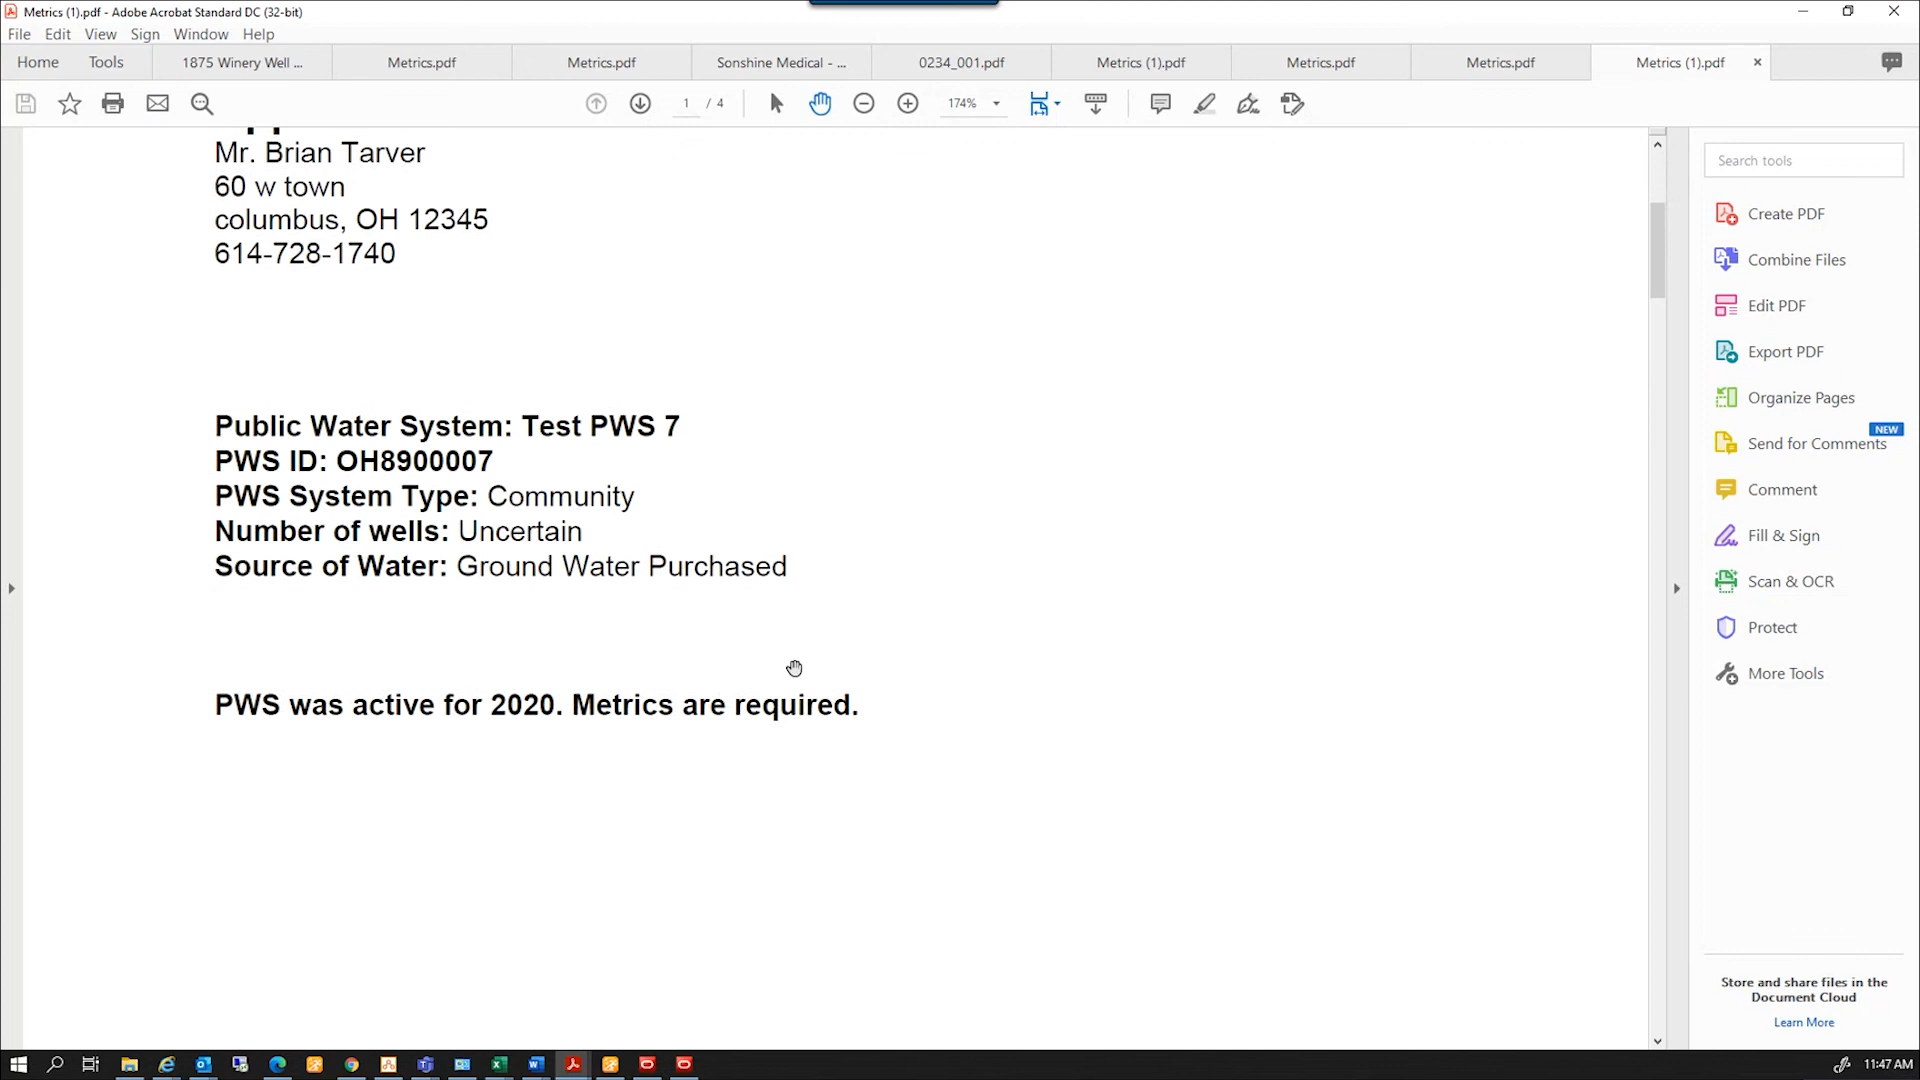 Metrics (1).pdf - Adobe Acrobat Standard DC (32-bit)
File Edit View Sign Window Help
Home Tools 1875 Winery Well ... Metrics.pdf Metrics.pdf Sonshine Medical - ... 0234_001.pdf Metrics (1).pdf Metrics.pdf Metrics.pdf Metrics (1).pdf
1 / 4 174%
Mr. Brian Tarver
60 w town
columbus, OH 12345
614-728-1740
Public Water System: Test PWS 7
PWS ID: OH8900007
PWS System Type: Community
Number of wells: Uncertain
Source of Water: Ground Water Purchased
PWS was active for 2020. Metrics are required.
Search tools
Create PDF
Combine Files
Edit PDF
Export PDF
Organize Pages
NEW
Send for Comments
Comment
Fill & Sign
Scan & OCR
Protect
More Tools
Store and share files in the
Document Cloud
Learn More
11:47 AM